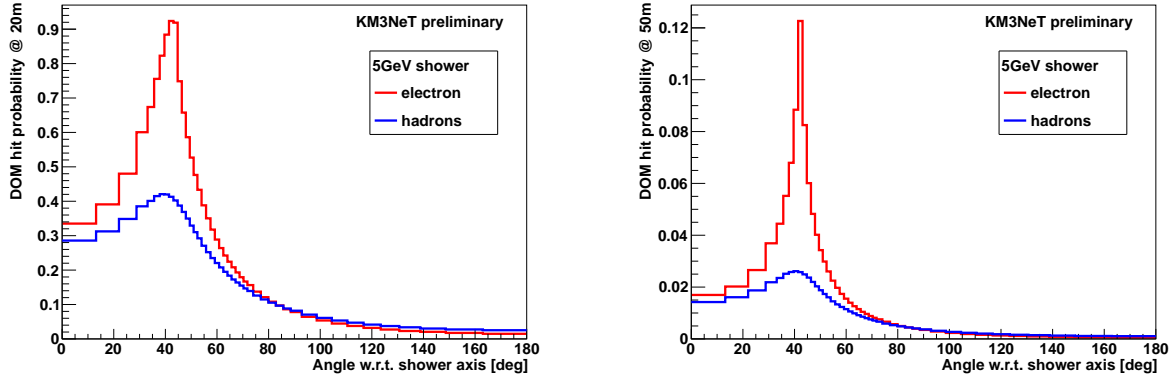 DOM hit probability @ 20m
KM3NeT preliminary
5GeV shower
electron
hadrons
0.9
0.8
0.7
0.6
0.5
0.4
0.3
0.2
0.1
0
0 20 40 60 80 100 120 140 160 180
Angle w.r.t. shower axis [deg]
DOM hit probability @ 50m
KM3NeT preliminary
5GeV shower
electron
hadrons
0.12
0.1
0.08
0.06
0.04
0.02
0
0 20 40 60 80 100 120 140 160 180
Angle w.r.t. shower axis [deg]